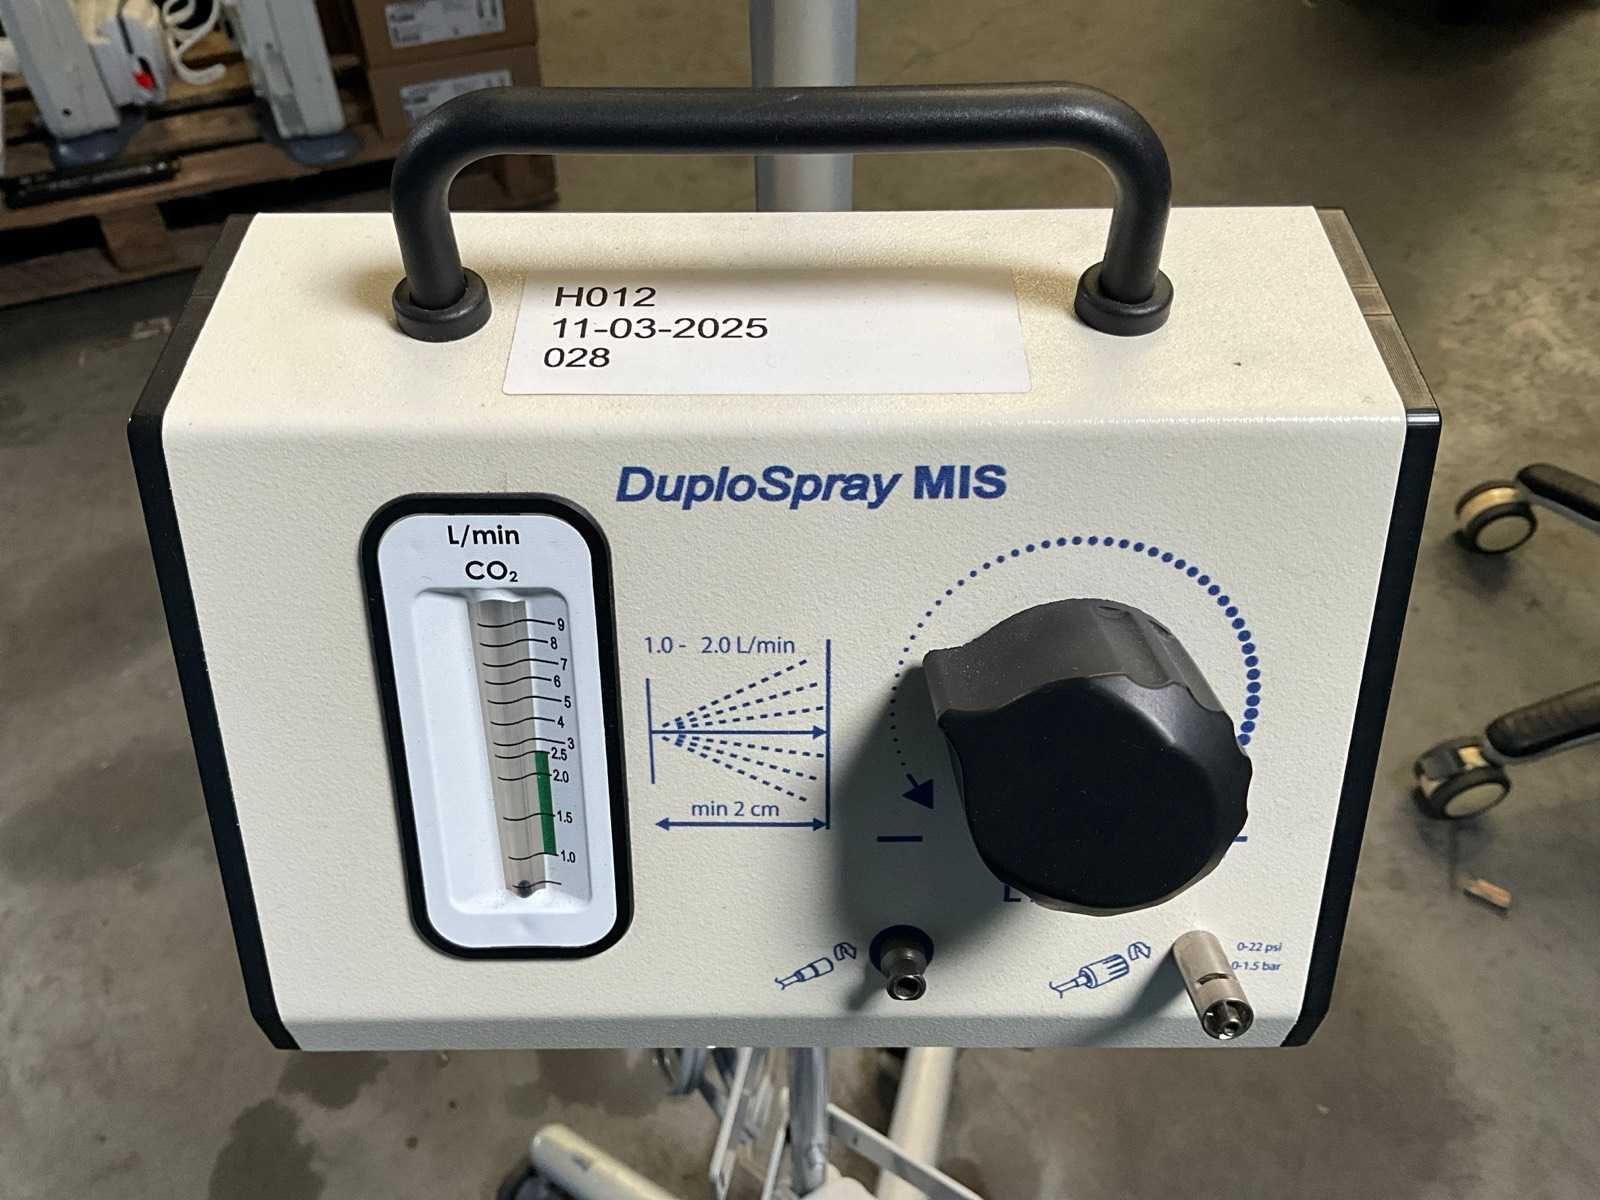 H012
11-03-2025
028
DuploSpray MIS
L/min
CO₂
9
8
7
6
5
4
3
2.5
2.0
1.5
1.0
1.0 - 2.0 L/min
min 2 cm
0-22 psi
0-1.5 bar